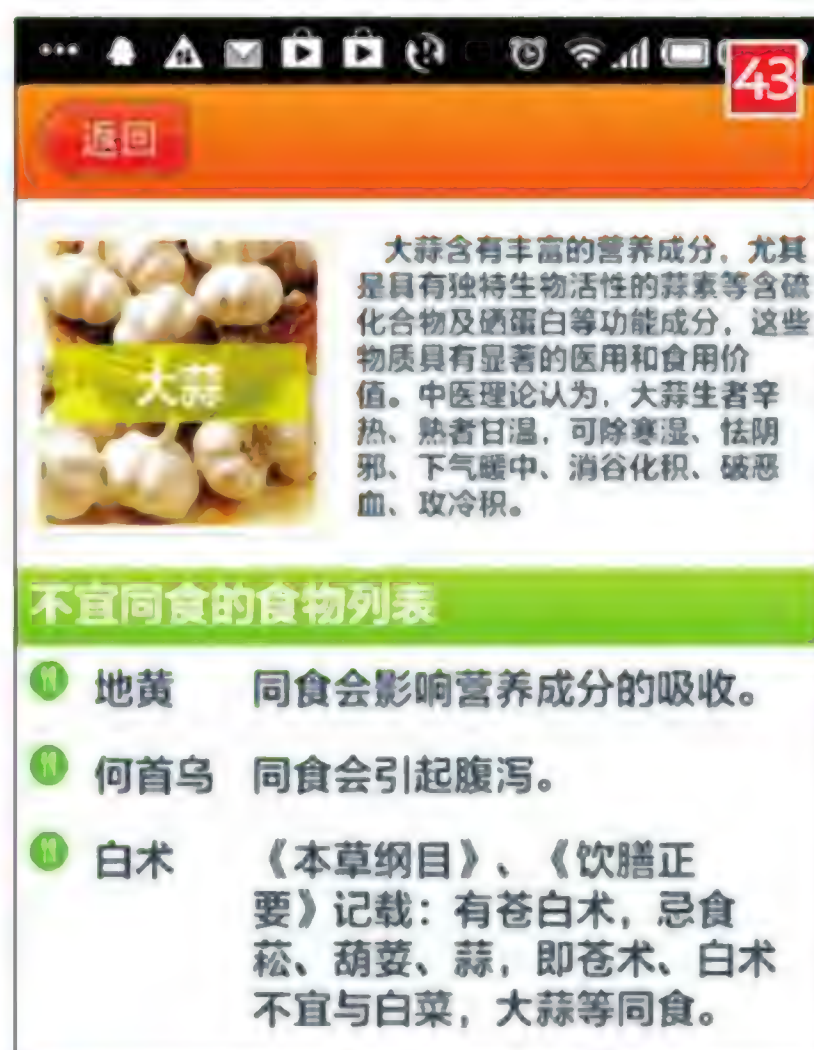 43
返回
大蒜含有丰富的营养成分，尤其
是具有独特生物活性的蒜素等含硫
化合物及硒蛋白等功能成分，这些
物质具有显著的医用和食用价
值。中医理论认为，大蒜生者辛
热、熟者甘温，可除寒湿、怯阴
邪、下气暖中、消谷化积、破恶
血、攻冷积。
大蒜
不宜同食的食物列表
地黄 同食会影响营养成分的吸收。
何首乌 同食会引起腹泻。
白术 《本草纲目》、《饮膳正
要》记载：有苍白术，忌食
菘、葫荽、蒜，即苍术、白术
不宜与白菜，大蒜等同食。